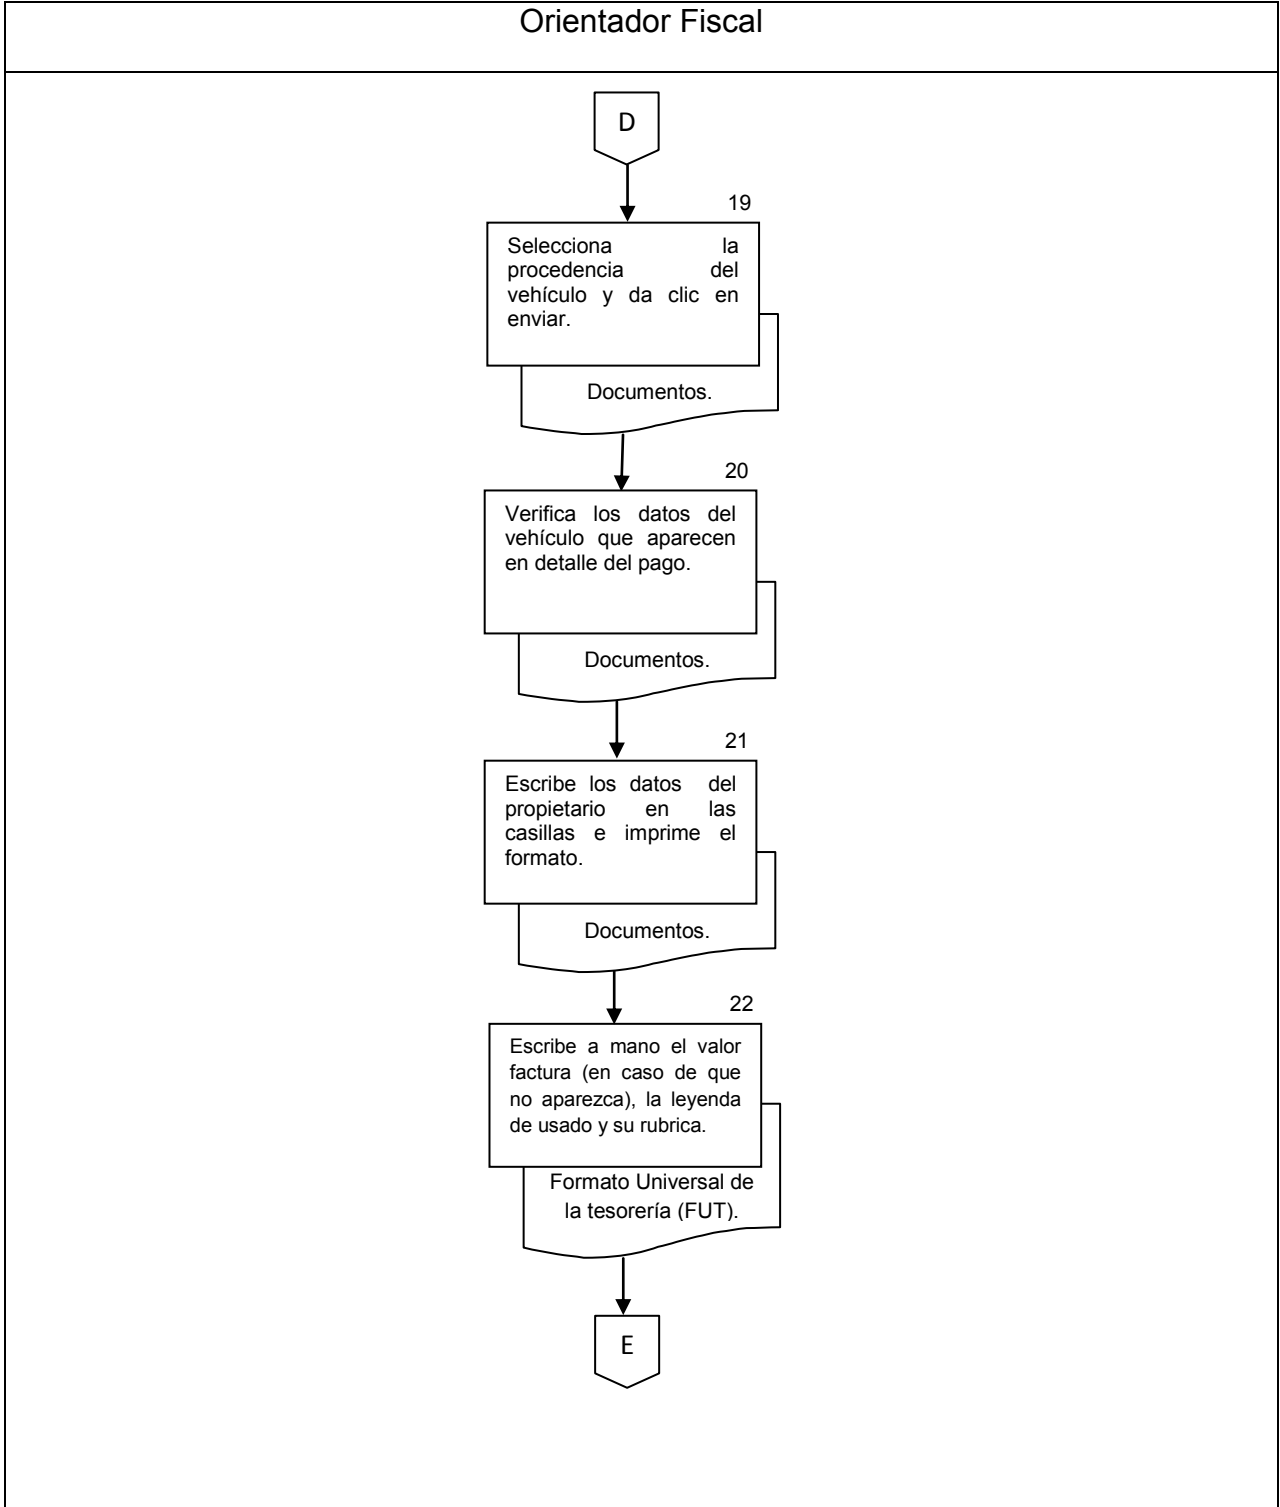 Orientador Fiscal
D
19
Selecciona la
procedencia del
vehículo y da clic en
enviar.
Documentos.
20
Verifica los datos del
vehículo que aparecen
en detalle del pago.
Documentos.
21
Escribe los datos del
propietario en las
casillas e imprime el
formato.
Documentos.
22
Escribe a mano el valor
factura (en caso de que
no aparezca), la leyenda
de usado y su rubrica.
Formato Universal de
la tesorería (FUT).
E